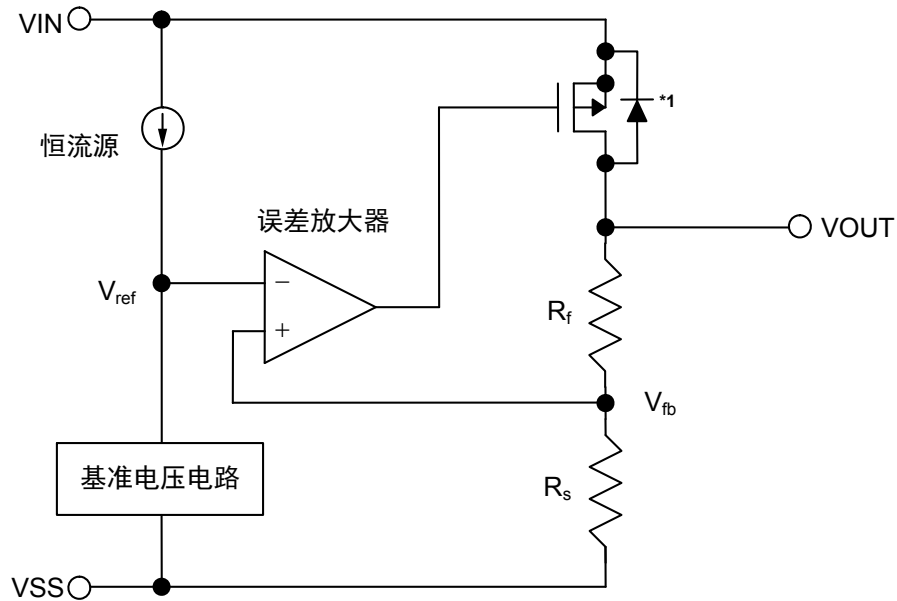 VIN
*1
恒流源
误差放大器
VOUT
Vref
−
+
Rf
Vfb
基准电压电路
Rs
VSS